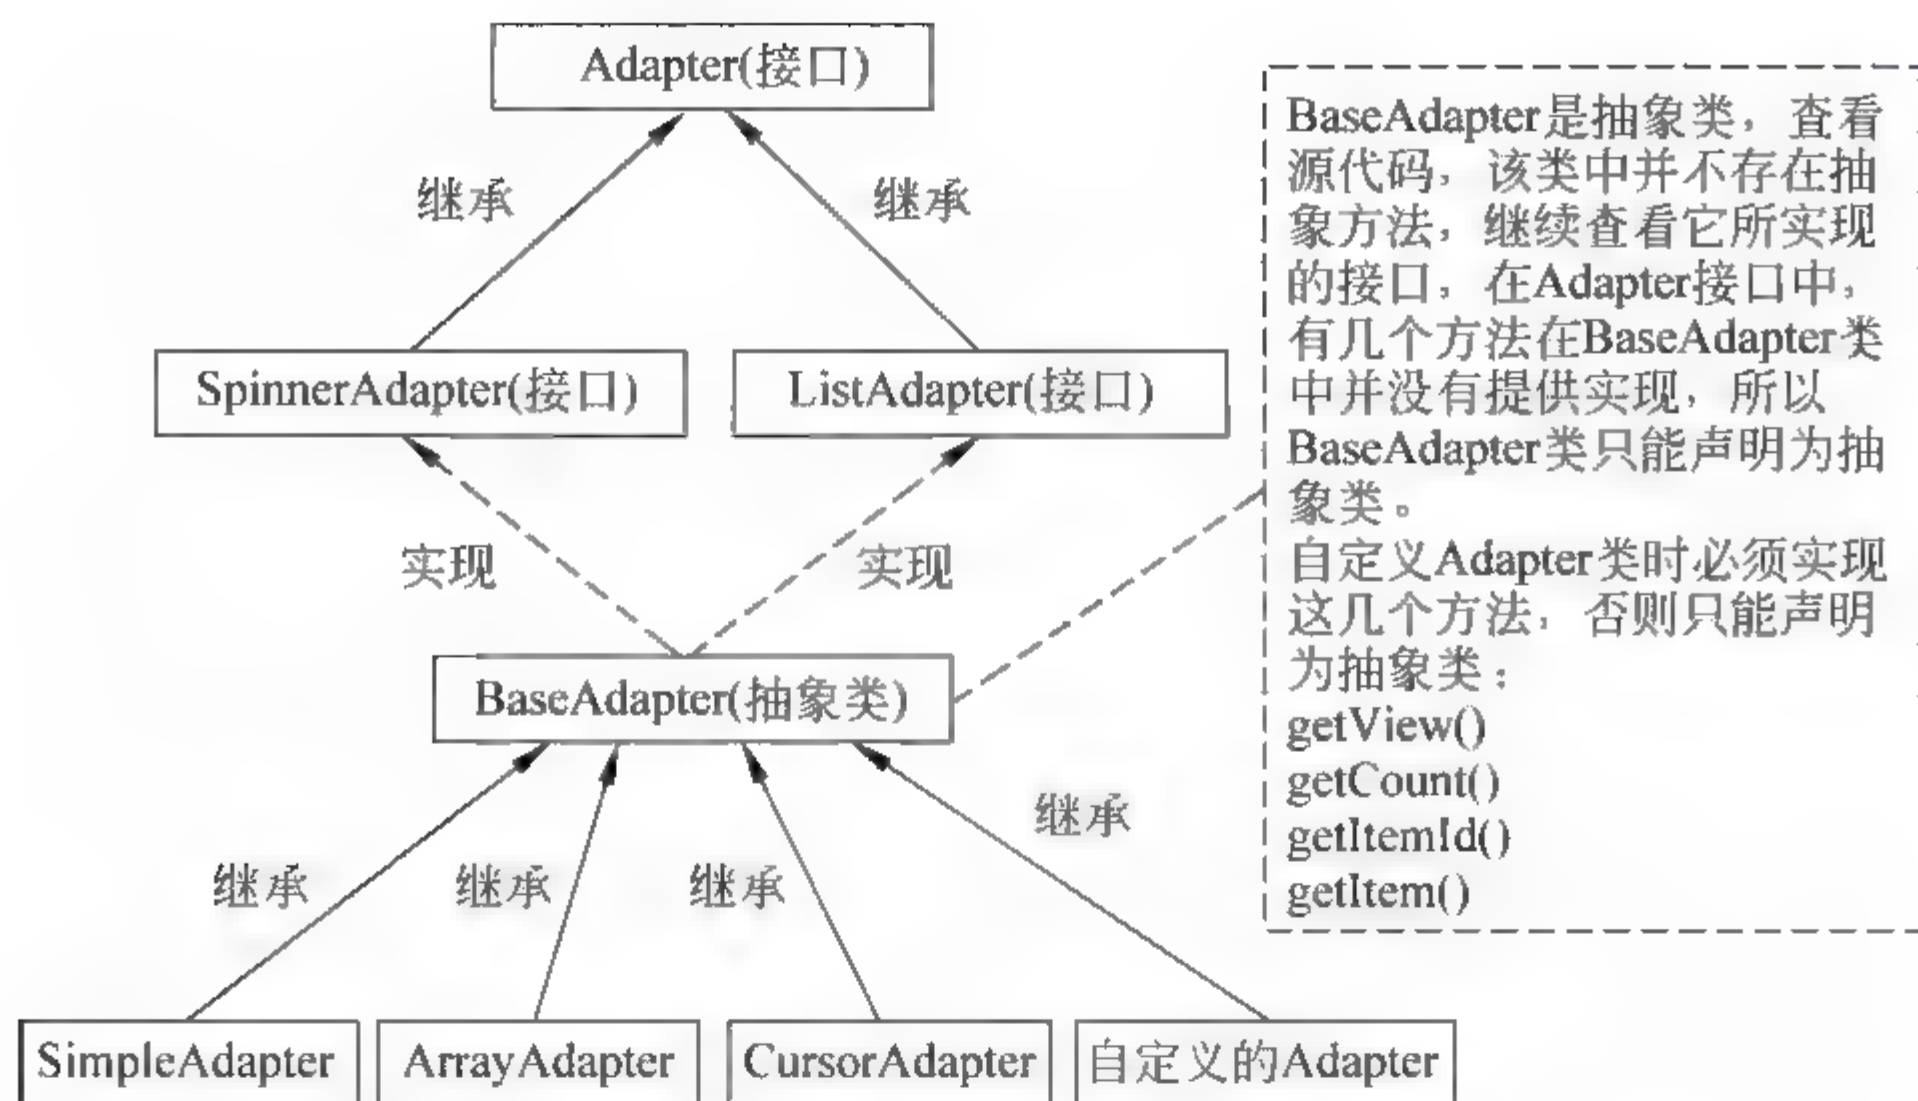 Adapter(接口)
继承
继承
SpinnerAdapter(接口)
ListAdapter(接口)
实现
实现
BaseAdapter(抽象类)
继承
继承
继承
继承
SimpleAdapter
ArrayAdapter
CursorAdapter
自定义的Adapter
BaseAdapter是抽象类，查看
源代码，该类中并不存在抽
象方法，继续查看它所实现
的接口，在Adapter接口中，
有几个方法在BaseAdapter类
中并没有提供实现，所以
BaseAdapter类只能声明为抽
象类。
自定义Adapter类时必须实现
这几个方法，否则只能声明
为抽象类：
getView()
getCount()
getItemId()
getItem()